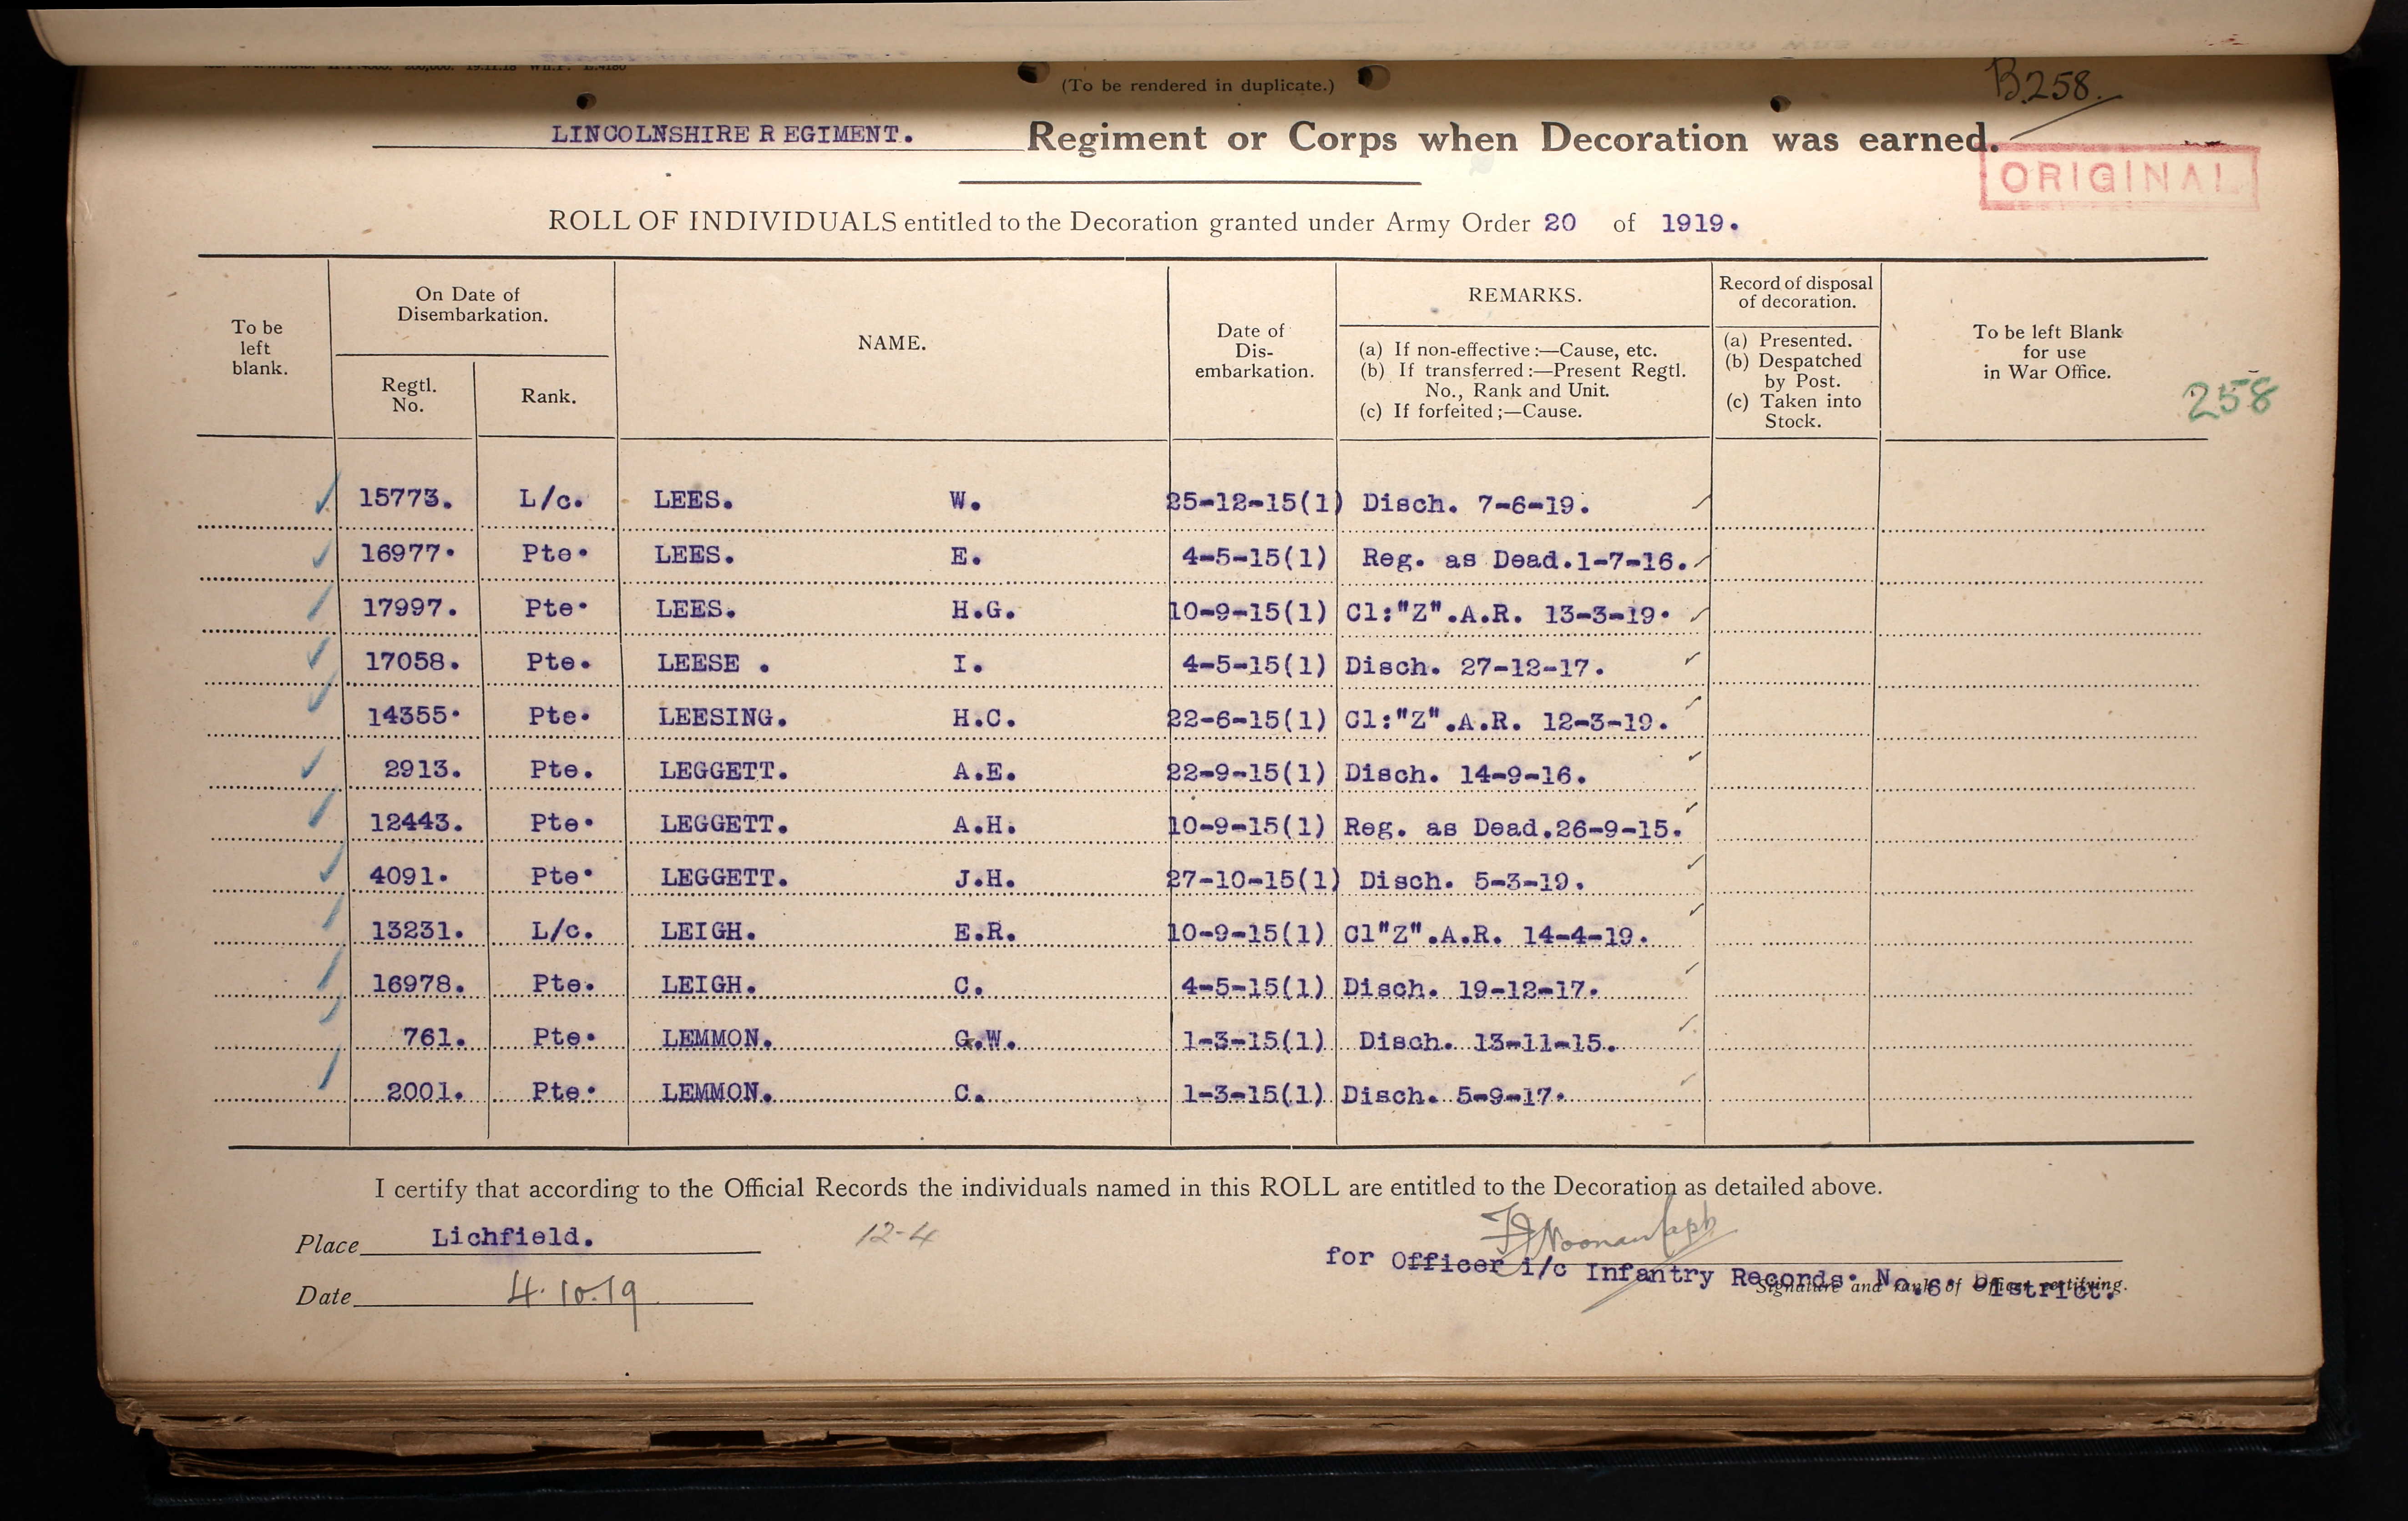 (To be rendered in duplicate.)
B.258.
LINCOLNSHIRE REGIMENT. Regiment or Corps when Decoration was earned.
ORIGINAL
ROLL OF INDIVIDUALS entitled to the Decoration granted under Army Order 20 of 1919.
To be left blank. On Date of Disembarkation. Regtl. No. Rank. NAME. Date of Dis-embarkation. REMARKS.
(a) If non-effective:—Cause, etc.
(b) If transferred:—Present Regtl. No., Rank and Unit.
(c) If forfeited;—Cause.
Record of disposal of decoration.
(a) Presented.
(b) Despatched by Post.
(c) Taken into Stock.
To be left Blank for use in War Office.
258
15773. L/c. LEES. W. 25-12-15(1) Disch. 7-6-19.
16977. Pte. LEES. E. 4-5-15(1) Reg. as Dead.1-7-16.
17997. Pte. LEES. H.G. 10-9-15(1) Cl:"Z".A.R. 13-3-19.
17058. Pte. LEESE . I. 4-5-15(1) Disch. 27-12-17.
14355. Pte. LEESING. H.C. 22-6-15(1) Cl:"Z".A.R. 12-3-19.
2913. Pte. LEGGETT. A.E. 22-9-15(1) Disch. 14-9-16.
12443. Pte. LEGGETT. A.H. 10-9-15(1) Reg. as Dead.26-9-15.
4091. Pte. LEGGETT. J.H. 27-10-15(1) Disch. 5-3-19.
13231. L/c. LEIGH. E.R. 10-9-15(1) Cl"Z".A.R. 14-4-19.
16978. Pte. LEIGH. C. 4-5-15(1) Disch. 19-12-17.
761. Pte. LEMMON. G.W. 1-3-15(1) Disch. 13-11-15.
2001. Pte. LEMMON. C. 1-3-15(1) Disch. 5-9-17.
I certify that according to the Official Records the individuals named in this ROLL are entitled to the Decoration as detailed above.
Place Lichfield. 12-4
Noonan Capt
for Officer i/c Infantry Records. No.6. District.
Signature and rank of Officer certifying.
Date 4.10.19